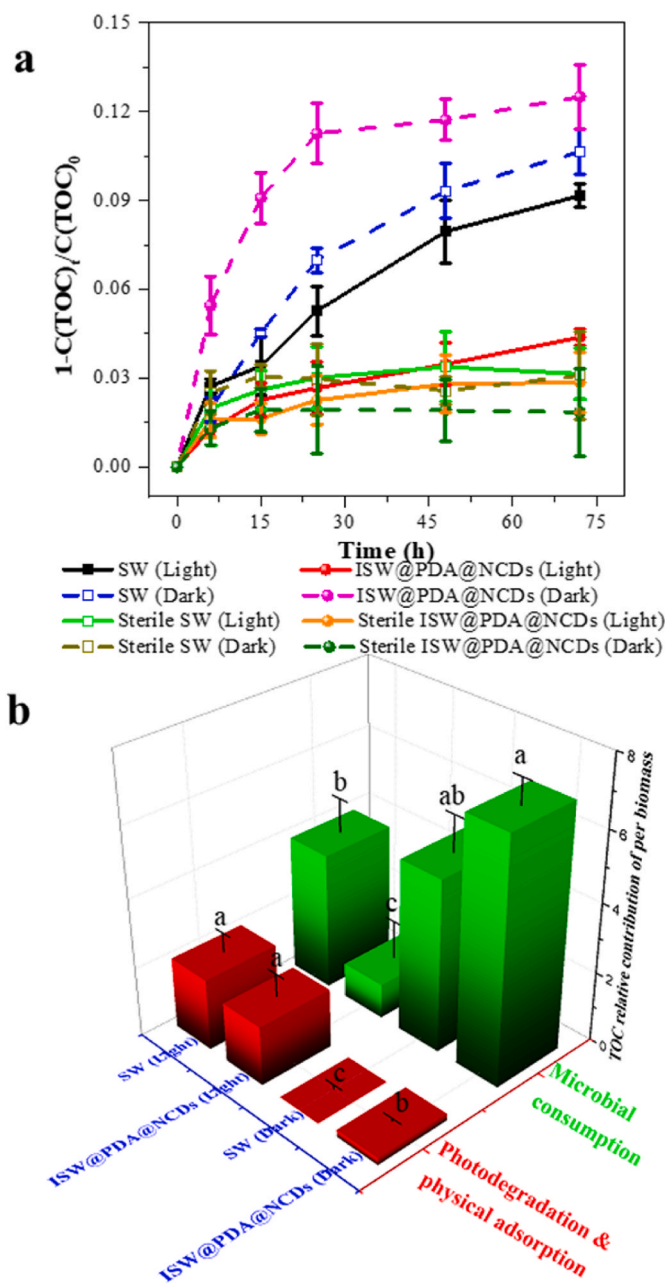 a
1-C(TOC)t/C(TOC)0
0.15
0.12
0.09
0.06
0.03
0.00
0 15 30 45 60 75
Time (h)
SW (Light) ISW@PDA@NCDs (Light)
SW (Dark) ISW@PDA@NCDs (Dark)
Sterile SW (Light) Sterile ISW@PDA@NCDs (Light)
Sterile SW (Dark) Sterile ISW@PDA@NCDs (Dark)
b
a
ab
b
c
a
a
c
b
8
6
4
2
0
TOC relative contribution of per biomass
SW (Light)
ISW@PDA@NCDs (Light)
SW (Dark)
ISW@PDA@NCDs (Dark)
Microbial
consumption
Photodegradation &
physical adsorption